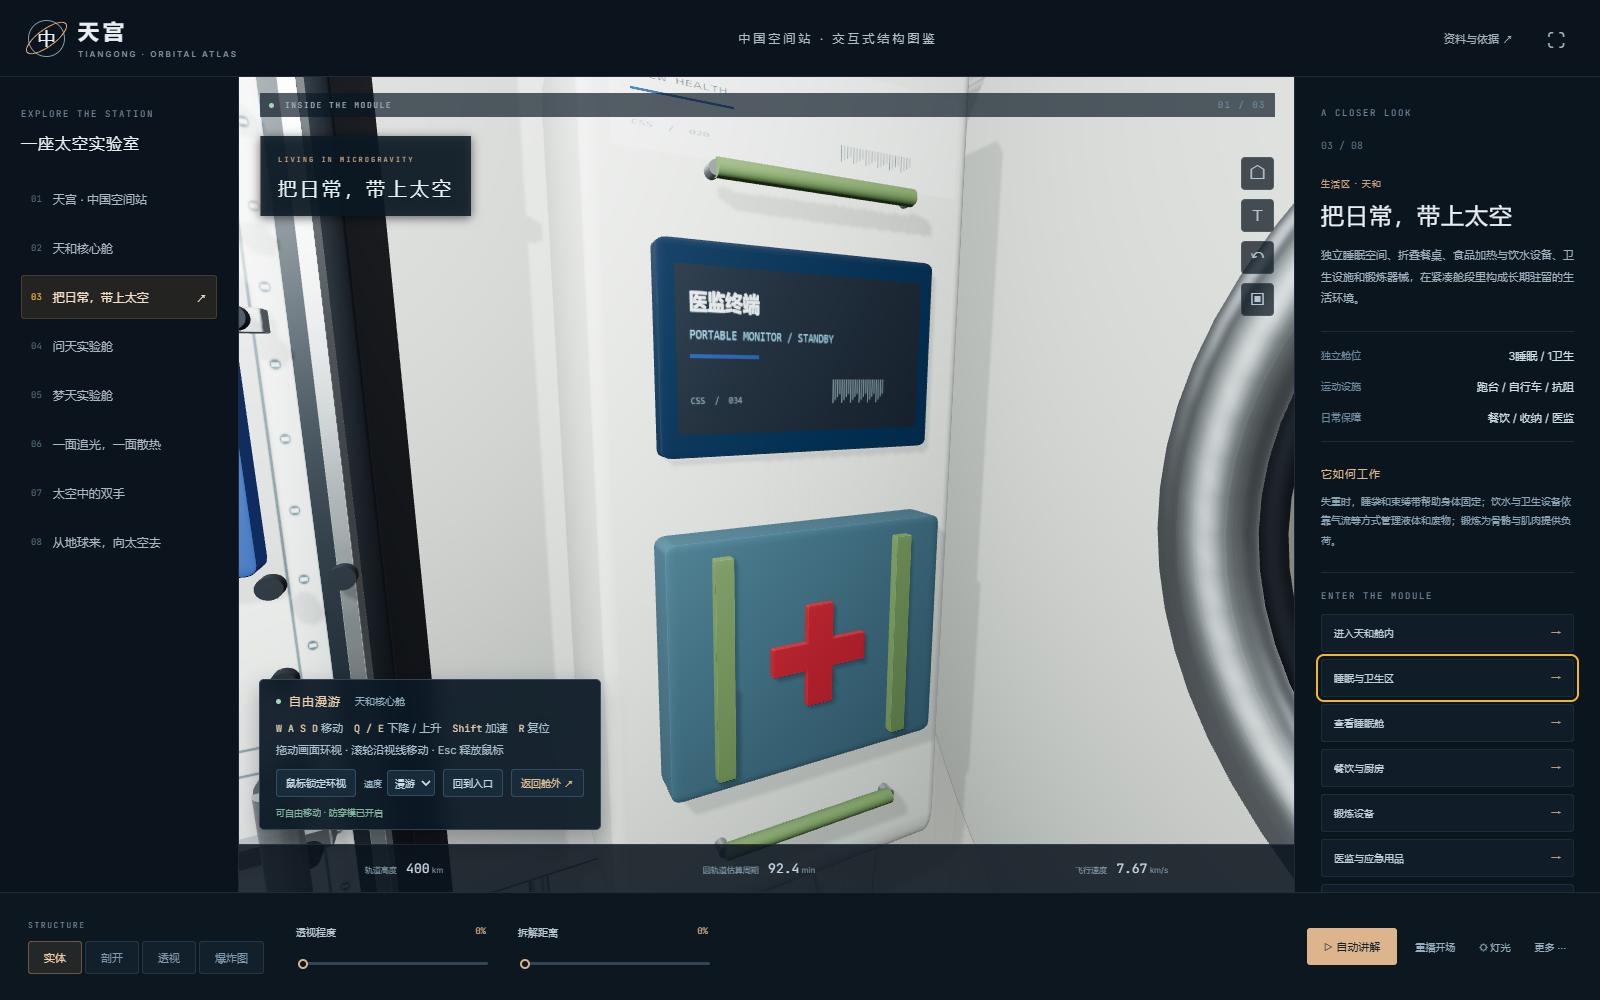 中 天宫
TIANGONG · ORBITAL ATLAS
中国空间站 · 交互式结构图鉴
资料与依据 ↗
EXPLORE THE STATION
一座太空实验室
01 天宫 · 中国空间站
02 天和核心舱
03 把日常，带上太空 ↗
04 问天实验舱
05 梦天实验舱
06 一面追光，一面散热
07 太空中的双手
08 从地球来，向太空去
HEALTH
INSIDE THE MODULE 01 / 03
CSS / 020
LIVING IN MICROGRAVITY
把日常，带上太空
T
医监终端
PORTABLE MONITOR / STANDBY
CSS / 034
自由漫游 天和核心舱
W A S D 移动 Q / E 下降 / 上升 Shift 加速 R 复位
拖动画面环视 · 滚轮沿视线移动 · Esc 释放鼠标
鼠标锁定环视 速度 漫游 回到入口 返回舱外 ↗
可自由移动 · 防穿模已开启
轨道高度 400 km
圆轨道估算周期 92.4 min
飞行速度 7.67 km/s
A CLOSER LOOK
03 / 08
生活区 · 天和
把日常，带上太空
独立睡眠空间、折叠餐桌、食品加热与饮水设备、卫
生设施和锻炼器械，在紧凑舱段里构成长期驻留的生
活环境。
独立舱位 3睡眠 / 1卫生
运动设施 跑台 / 自行车 / 抗阻
日常保障 餐饮 / 收纳 / 医监
它如何工作
失重时，睡袋和束缚带帮助身体固定；饮水与卫生设备依
靠气流等方式管理液体和废物；锻炼为骨骼与肌肉提供负
荷。
ENTER THE MODULE
进入天和舱内 →
睡眠与卫生区 →
查看睡眠舱 →
餐饮与厨房 →
锻炼设备 →
医监与应急用品 →
STRUCTURE
实体 剖开 透视 爆炸图
透视程度 0%
拆解距离 0%
▷ 自动讲解 重播开场 灯光 更多 ···